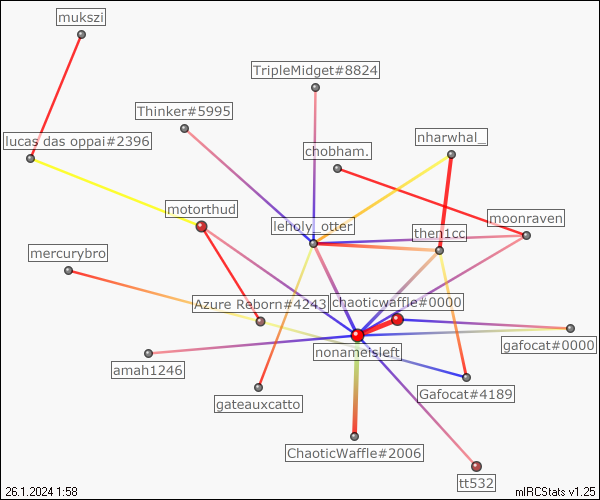 mukszi
TripleMidget#8824
Thinker#5995
lucas das oppai#2396
chobham.
nharwhal_
motorthud
leholy_otter
then1cc
moonraven
mercurybro
Azure Reborn#4243
chaoticwaffle#0000
nonameisleft
gafocat#0000
amah1246
gateauxcatto
Gafocat#4189
ChaoticWaffle#2006
tt532
26.1.2024 1:58
mIRCStats v1.25